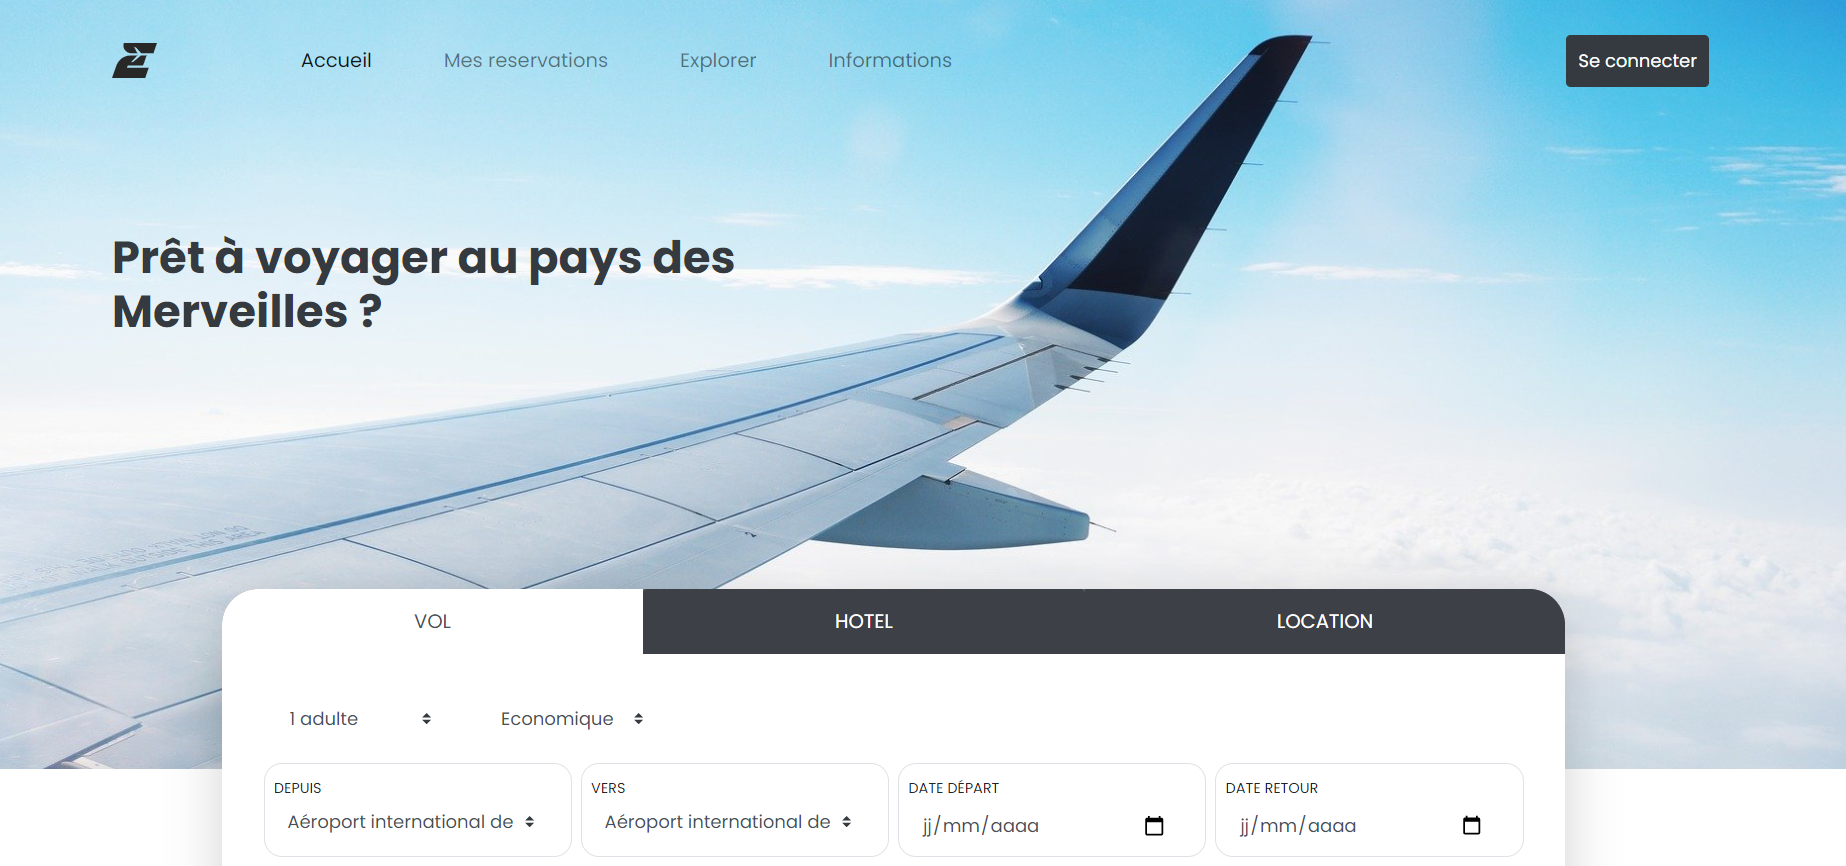 Accueil
Mes reservations
Explorer
Informations
Se connecter
Prêt à voyager au pays des
Merveilles ?
VOL
HOTEL
LOCATION
1 adulte
Economique
DEPUIS
VERS
DATE DÉPART
DATE RETOUR
Aéroport international de
Aéroport international de
jj/mm/aaaa
jj/mm/aaaa